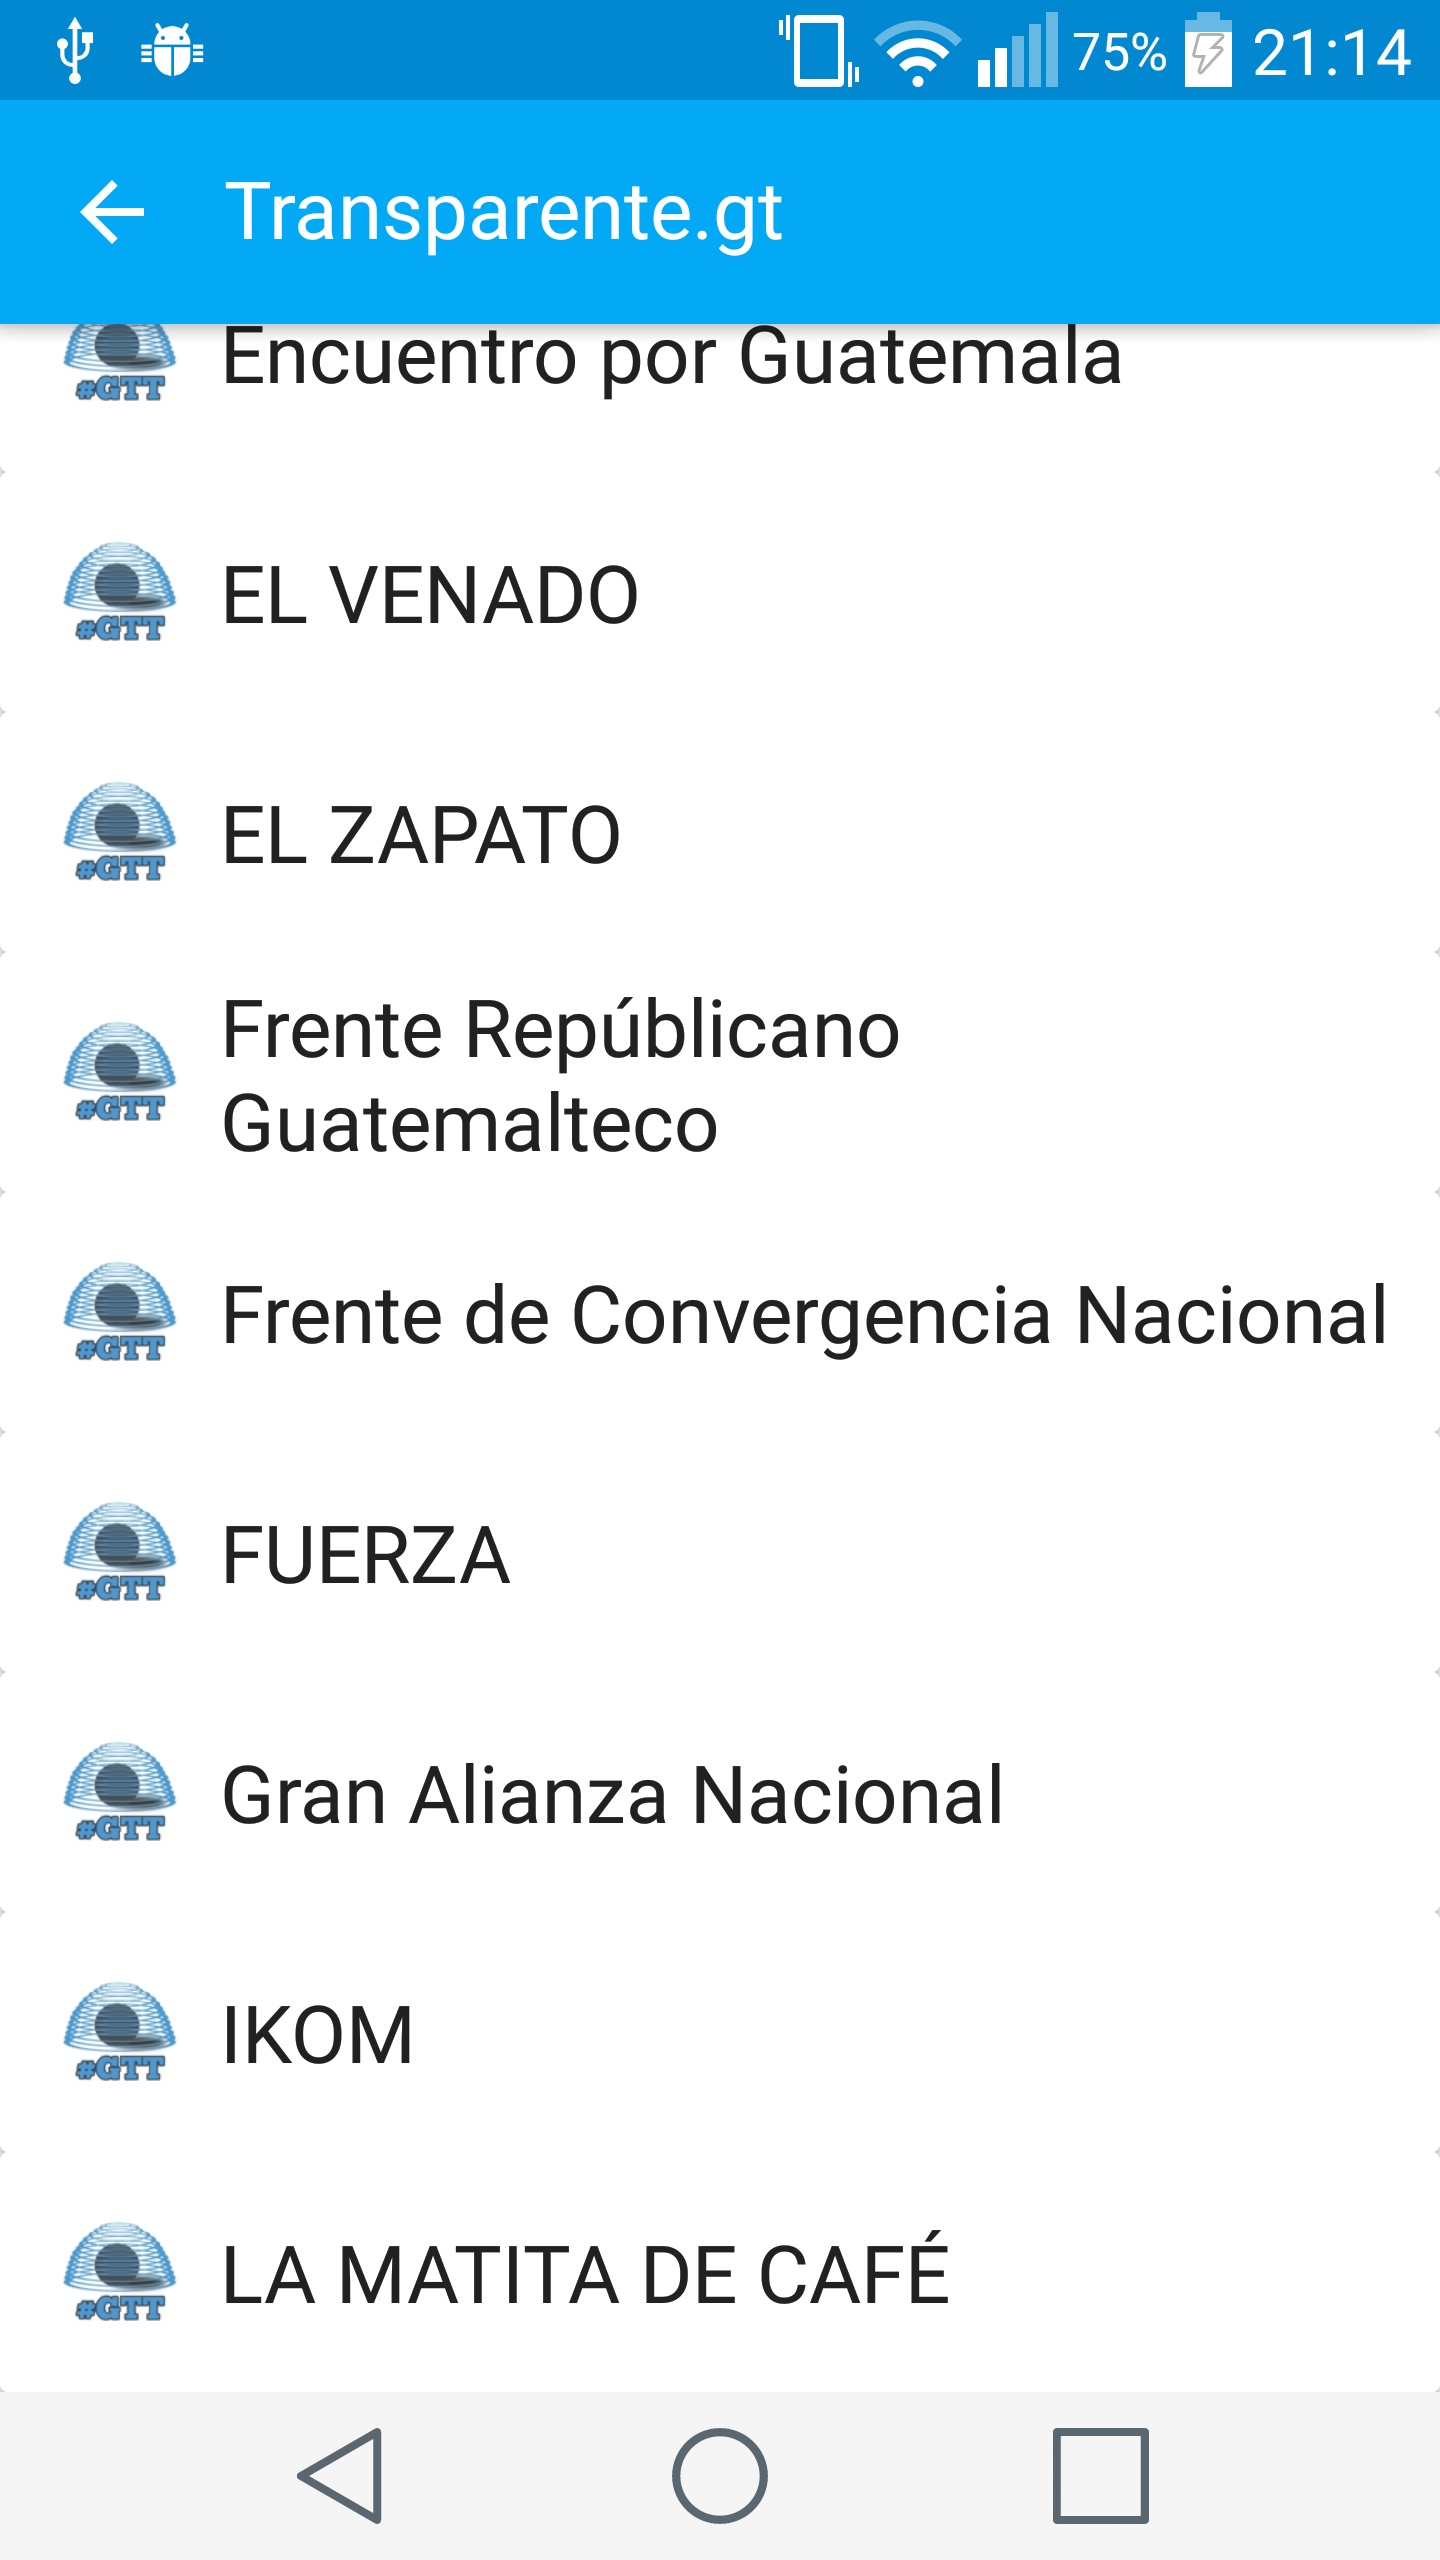 75% 21:14
Transparente.gt
Encuentro por Guatemala
#GTT
EL VENADO
#GTT
EL ZAPATO
#GTT
Frente Repúblicano
Guatemalteco
#GTT
Frente de Convergencia Nacional
#GTT
FUERZA
#GTT
Gran Alianza Nacional
#GTT
IKOM
#GTT
LA MATITA DE CAFÉ
#GTT